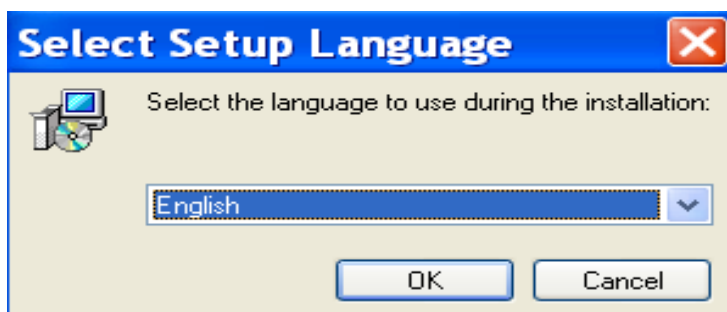 Select Setup Language
Select the language to use during the installation:
English
OK
Cancel